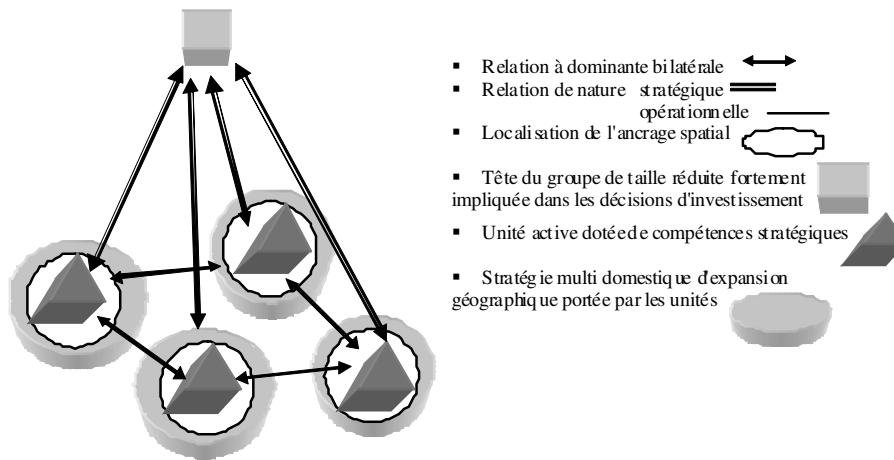 ▪ Relation à dominante bilatérale
▪ Relation de nature stratégique
opérationnelle
▪ Localisation de l'ancrage spatial
▪ Tête du groupe de taille réduite fortement
impliquée dans les décisions d'investissement
▪ Unité active dotée de compétences stratégiques
▪ Stratégie multi domestique d'expansion
géographique portée par les unités